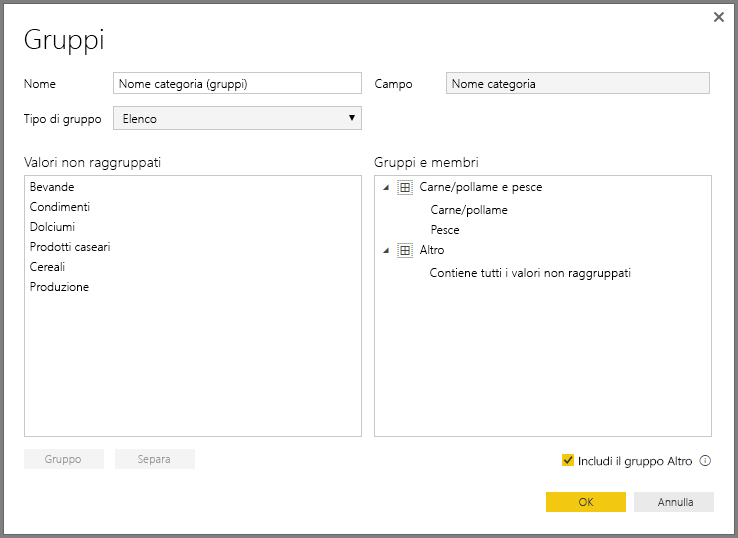 Gruppi
Nome
Nome categoria (gruppi)
Campo
Nome categoria
Tipo di gruppo
Elenco
Valori non raggruppati
Bevande
Condimenti
Dolciumi
Prodotti caseari
Cereali
Produzione
Gruppi e membri
Carne/pollame e pesce
Carne/pollame
Pesce
Altro
Contiene tutti i valori non raggruppati
Gruppo
Separa
Includi il gruppo Altro
OK
Annulla